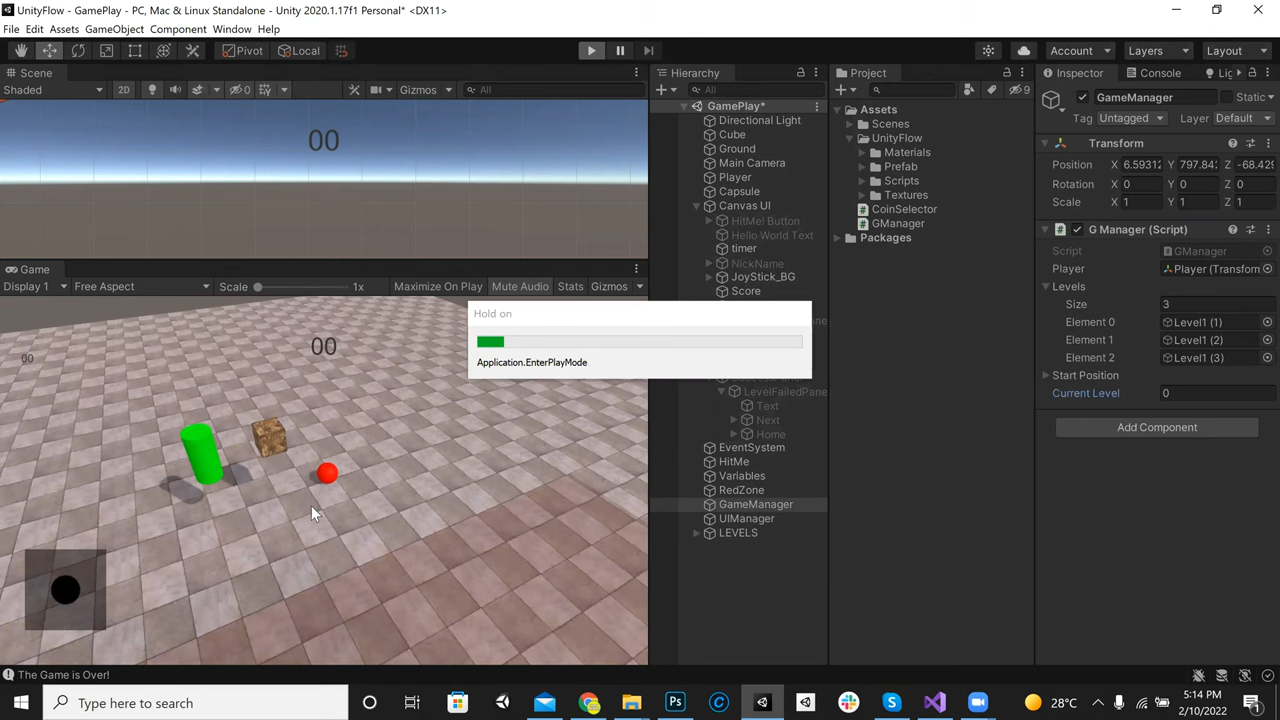 UnityFlow - GamePlay - PC, Mac & Linux Standalone - Unity 2020.1.17f1 Personal* <DX11>
File Edit Assets GameObject Component Window Help
Pivot Local Account Layers Layout
Scene
Shaded 2D 0 Gizmos All
00
Game
Display 1 Free Aspect Scale 1x Maximize On Play Mute Audio Stats Gizmos
00
00
Hold on
Application.EnterPlayMode
Hierarchy
All
GamePlay*
Directional Light
Cube
Ground
Main Camera
Player
Capsule
Canvas UI
HitMe! Button
Hello World Text
timer
NickName
JoyStick_BG
Score
LevelFailedPane
Text
Next
Home
EventSystem
HitMe
Variables
RedZone
GameManager
UIManager
LEVELS
Project
9
Assets
Scenes
UnityFlow
Materials
Prefab
Scripts
Textures
CoinSelector
GManager
Packages
Inspector Console Lig
GameManager Static
Tag Untagged Layer Default
Transform
Position X 6.59312 Y 797.842 Z -68.429
Rotation X 0 Y 0 Z 0
Scale X 1 Y 1 Z 1
G Manager (Script)
Script GManager
Player Player (Transform
Levels
Size 3
Element 0 Level1 (1)
Element 1 Level1 (2)
Element 2 Level1 (3)
Start Position
Current Level 0
Add Component
The Game is Over!
Type here to search
28°C
5:14 PM
2/10/2022